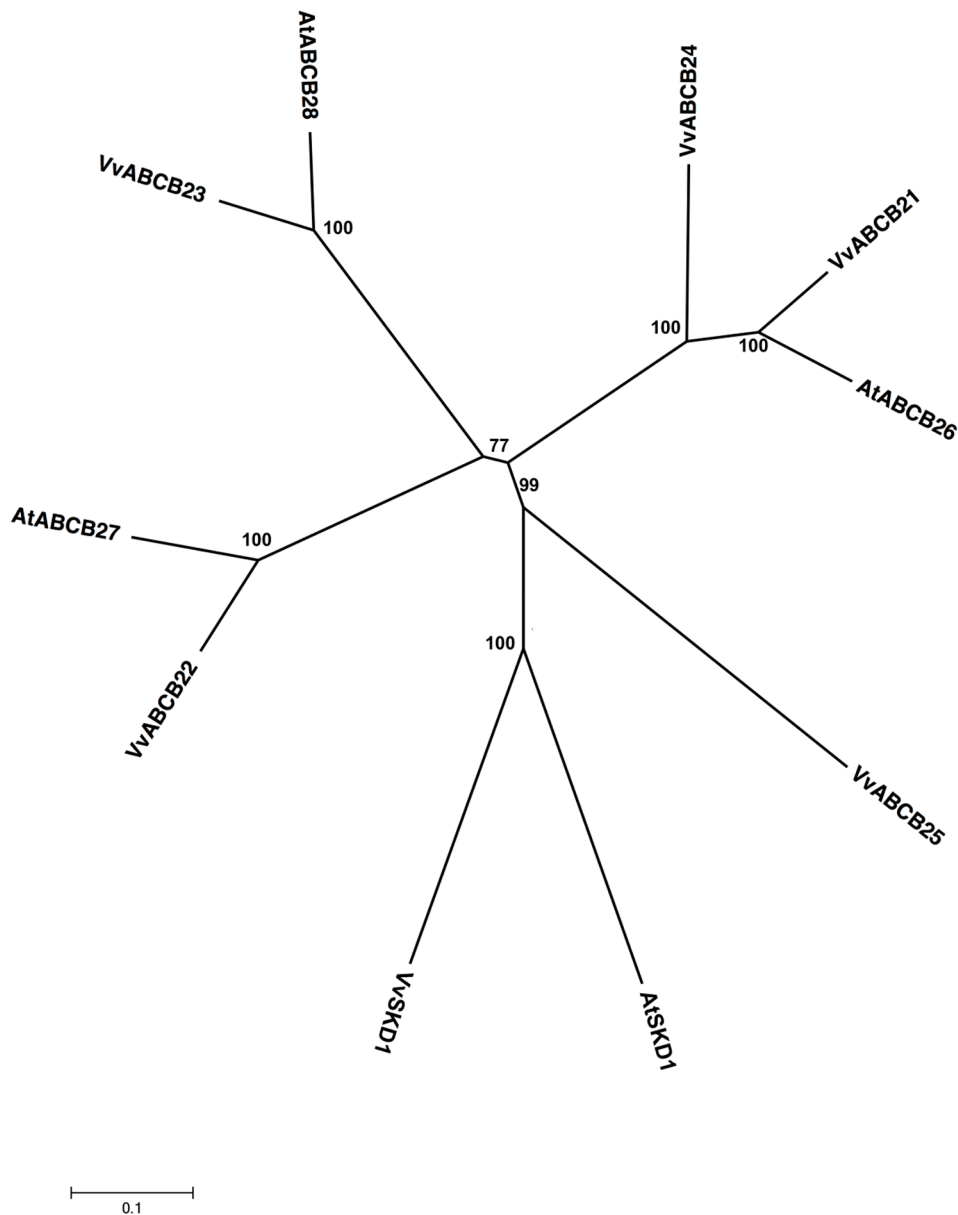 AtABCB28
VvABCB24
VvABCB23
VvABCB21
100
100
100
AtABCB26
77
99
AtABCB27
100
100
VvABCB22
VvABCB25
VvSKD1
AtSKD1
0.1